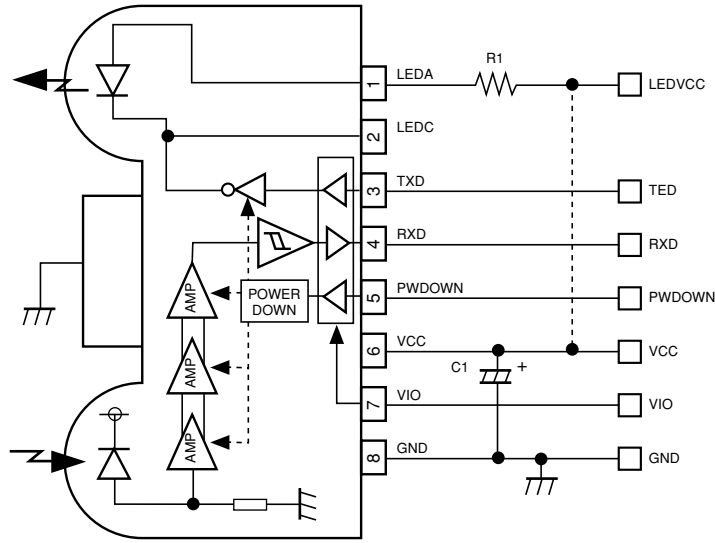 1 LEDA R1 LEDVCC
2 LEDC
3 TXD TED
4 RXD RXD
AMP POWER
DOWN 5 PWDOWN PWDOWN
AMP 6 VCC C1 + VCC
7 VIO VIO
AMP 8 GND GND